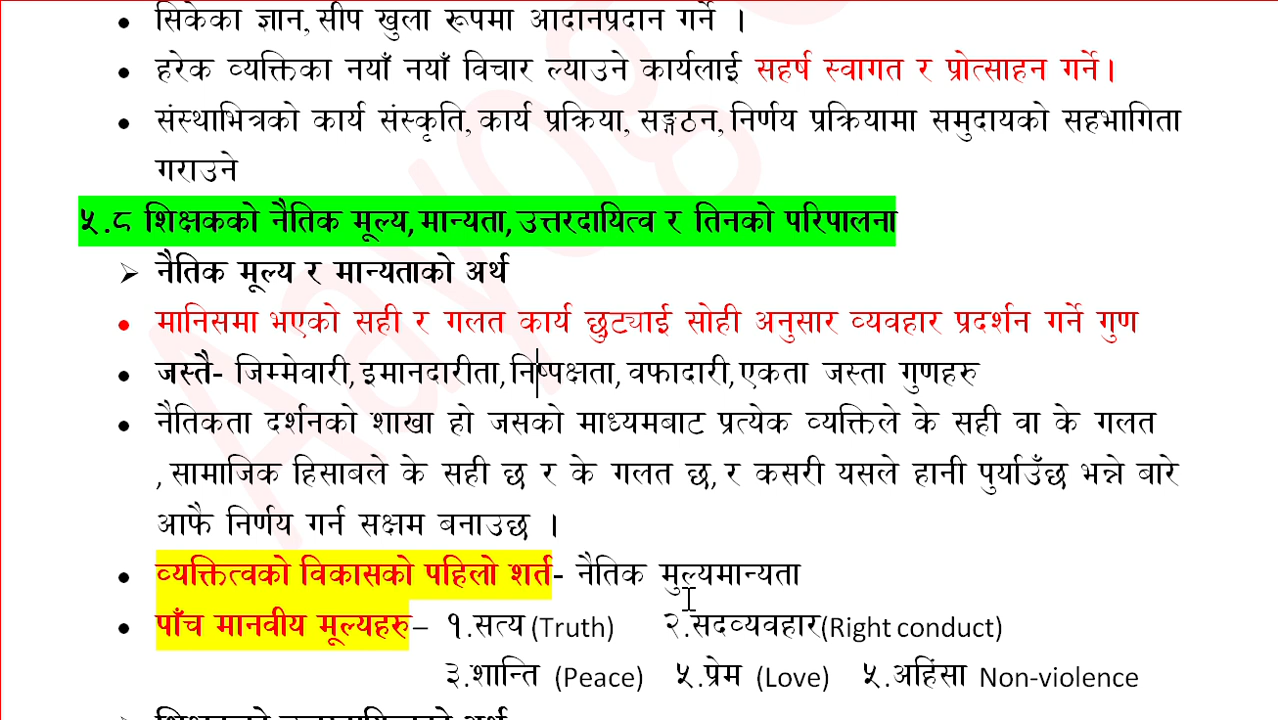 • सिकेका ज्ञान, सीप खुला रूपमा आदानप्रदान गर्ने ।
• हरेक व्यक्तिका नयाँ नयाँ विचार ल्याउने कार्यलाई सहर्ष स्वागत र प्रोत्साहन गर्ने।
• संस्थाभित्रको कार्य संस्कृति, कार्य प्रक्रिया, सङ्गठन, निर्णय प्रक्रियामा समुदायको सहभागिता
गराउने
५.८ शिक्षकको नैतिक मूल्य, मान्यता, उत्तरदायित्व र तिनको परिपालना
➢ नैतिक मूल्य र मान्यताको अर्थ
• मानिसमा भएको सही र गलत कार्य छुट्याई सोही अनुसार व्यवहार प्रदर्शन गर्ने गुण
• जस्तै- जिम्मेवारी, इमानदारीता, निष्पक्षता, वफादारी, एकता जस्ता गुणहरु
• नैतिकता दर्शनको शाखा हो जसको माध्यमबाट प्रत्येक व्यक्तिले के सही वा के गलत
, सामाजिक हिसाबले के सही छ र के गलत छ, र कसरी यसले हानी पुर्याउँछ भन्ने बारे
आफै निर्णय गर्न सक्षम बनाउछ ।
• व्यक्तित्वको विकासको पहिलो शर्त- नैतिक मुल्यमान्यता
• पाँच मानवीय मूल्यहरु– १.सत्य (Truth) २.सदव्यवहार(Right conduct)
३.शान्ति (Peace) ५.प्रेम (Love) ५.अहिंसा Non-violence